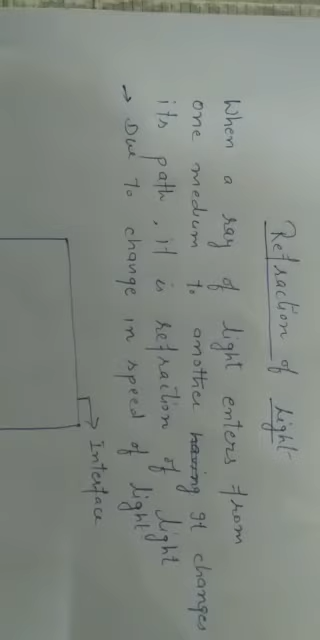 Refraction of light
When a ray of light enters from
one medium to another having It changes
its path, it is refraction of light
→ Due to change in speed of light
→ Interface